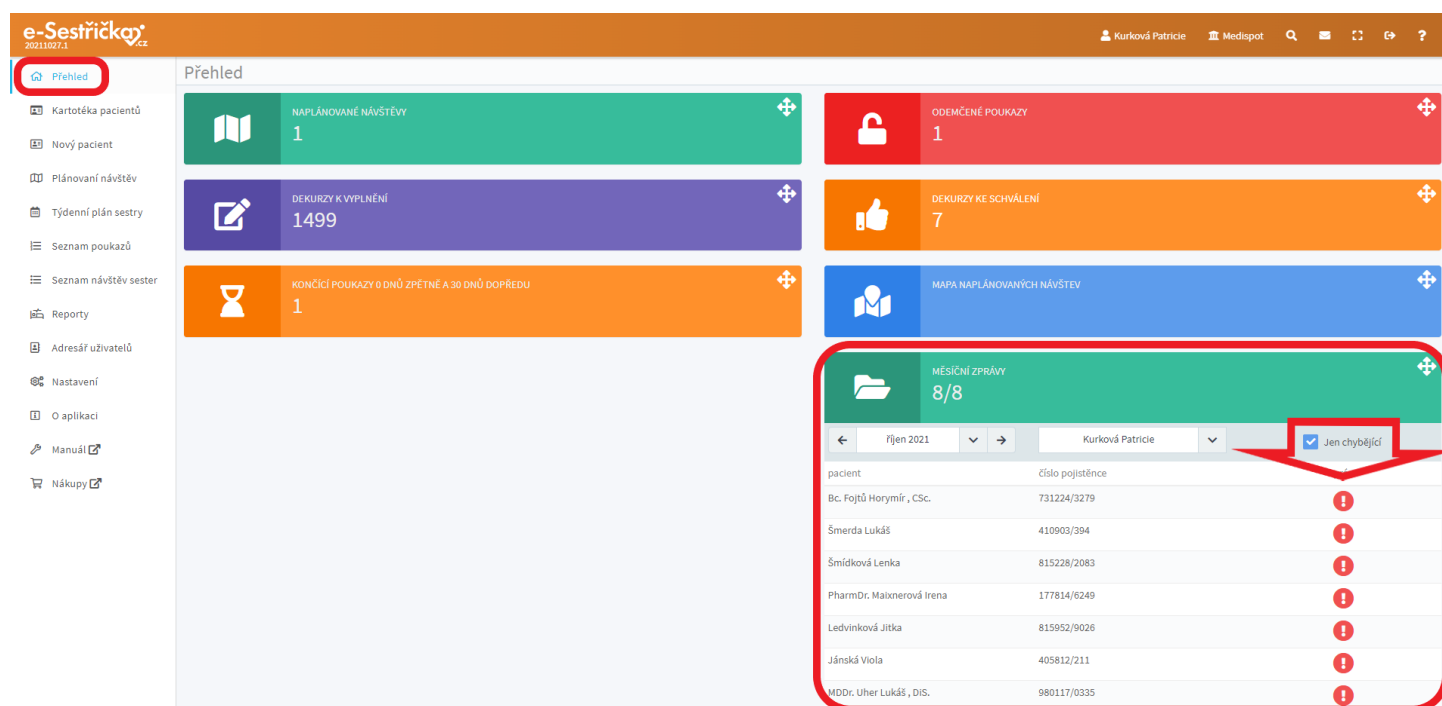 e-Sestřička.cz
20211027.1
Kurková Patricie
Medispot
?
Přehled
Kartotéka pacientů
Nový pacient
Plánovaní návštěv
Týdenní plán sestry
Seznam poukazů
Seznam návštěv sester
Reporty
Adresář uživatelů
Nastavení
O aplikaci
Manuál
Nákupy
Přehled
NAPLÁNOVANÉ NÁVŠTĚVY
1
ODEMČENÉ POUKAZY
1
DEKURZY K VYPLNĚNÍ
1499
DEKURZY KE SCHVÁLENÍ
7
KONČÍCÍ POUKAZY 0 DNŮ ZPĚTNĚ A 30 DNŮ DOPŘEDU
1
MAPA NAPLÁNOVANÝCH NÁVŠTEV
MĚSÍČNÍ ZPRÁVY
8/8
říjen 2021
Kurková Patricie
Jen chybějící
pacient číslo pojistěnce
Bc. Fojtů Horymír , CSc. 731224/3279
Šmerda Lukáš 410903/394
Šmídková Lenka 815228/2083
PharmDr. Maixnerová Irena 177814/6249
Ledvinková Jitka 815952/9026
Jánská Viola 405812/211
MDDr. Uher Lukáš , DiS. 980117/0335